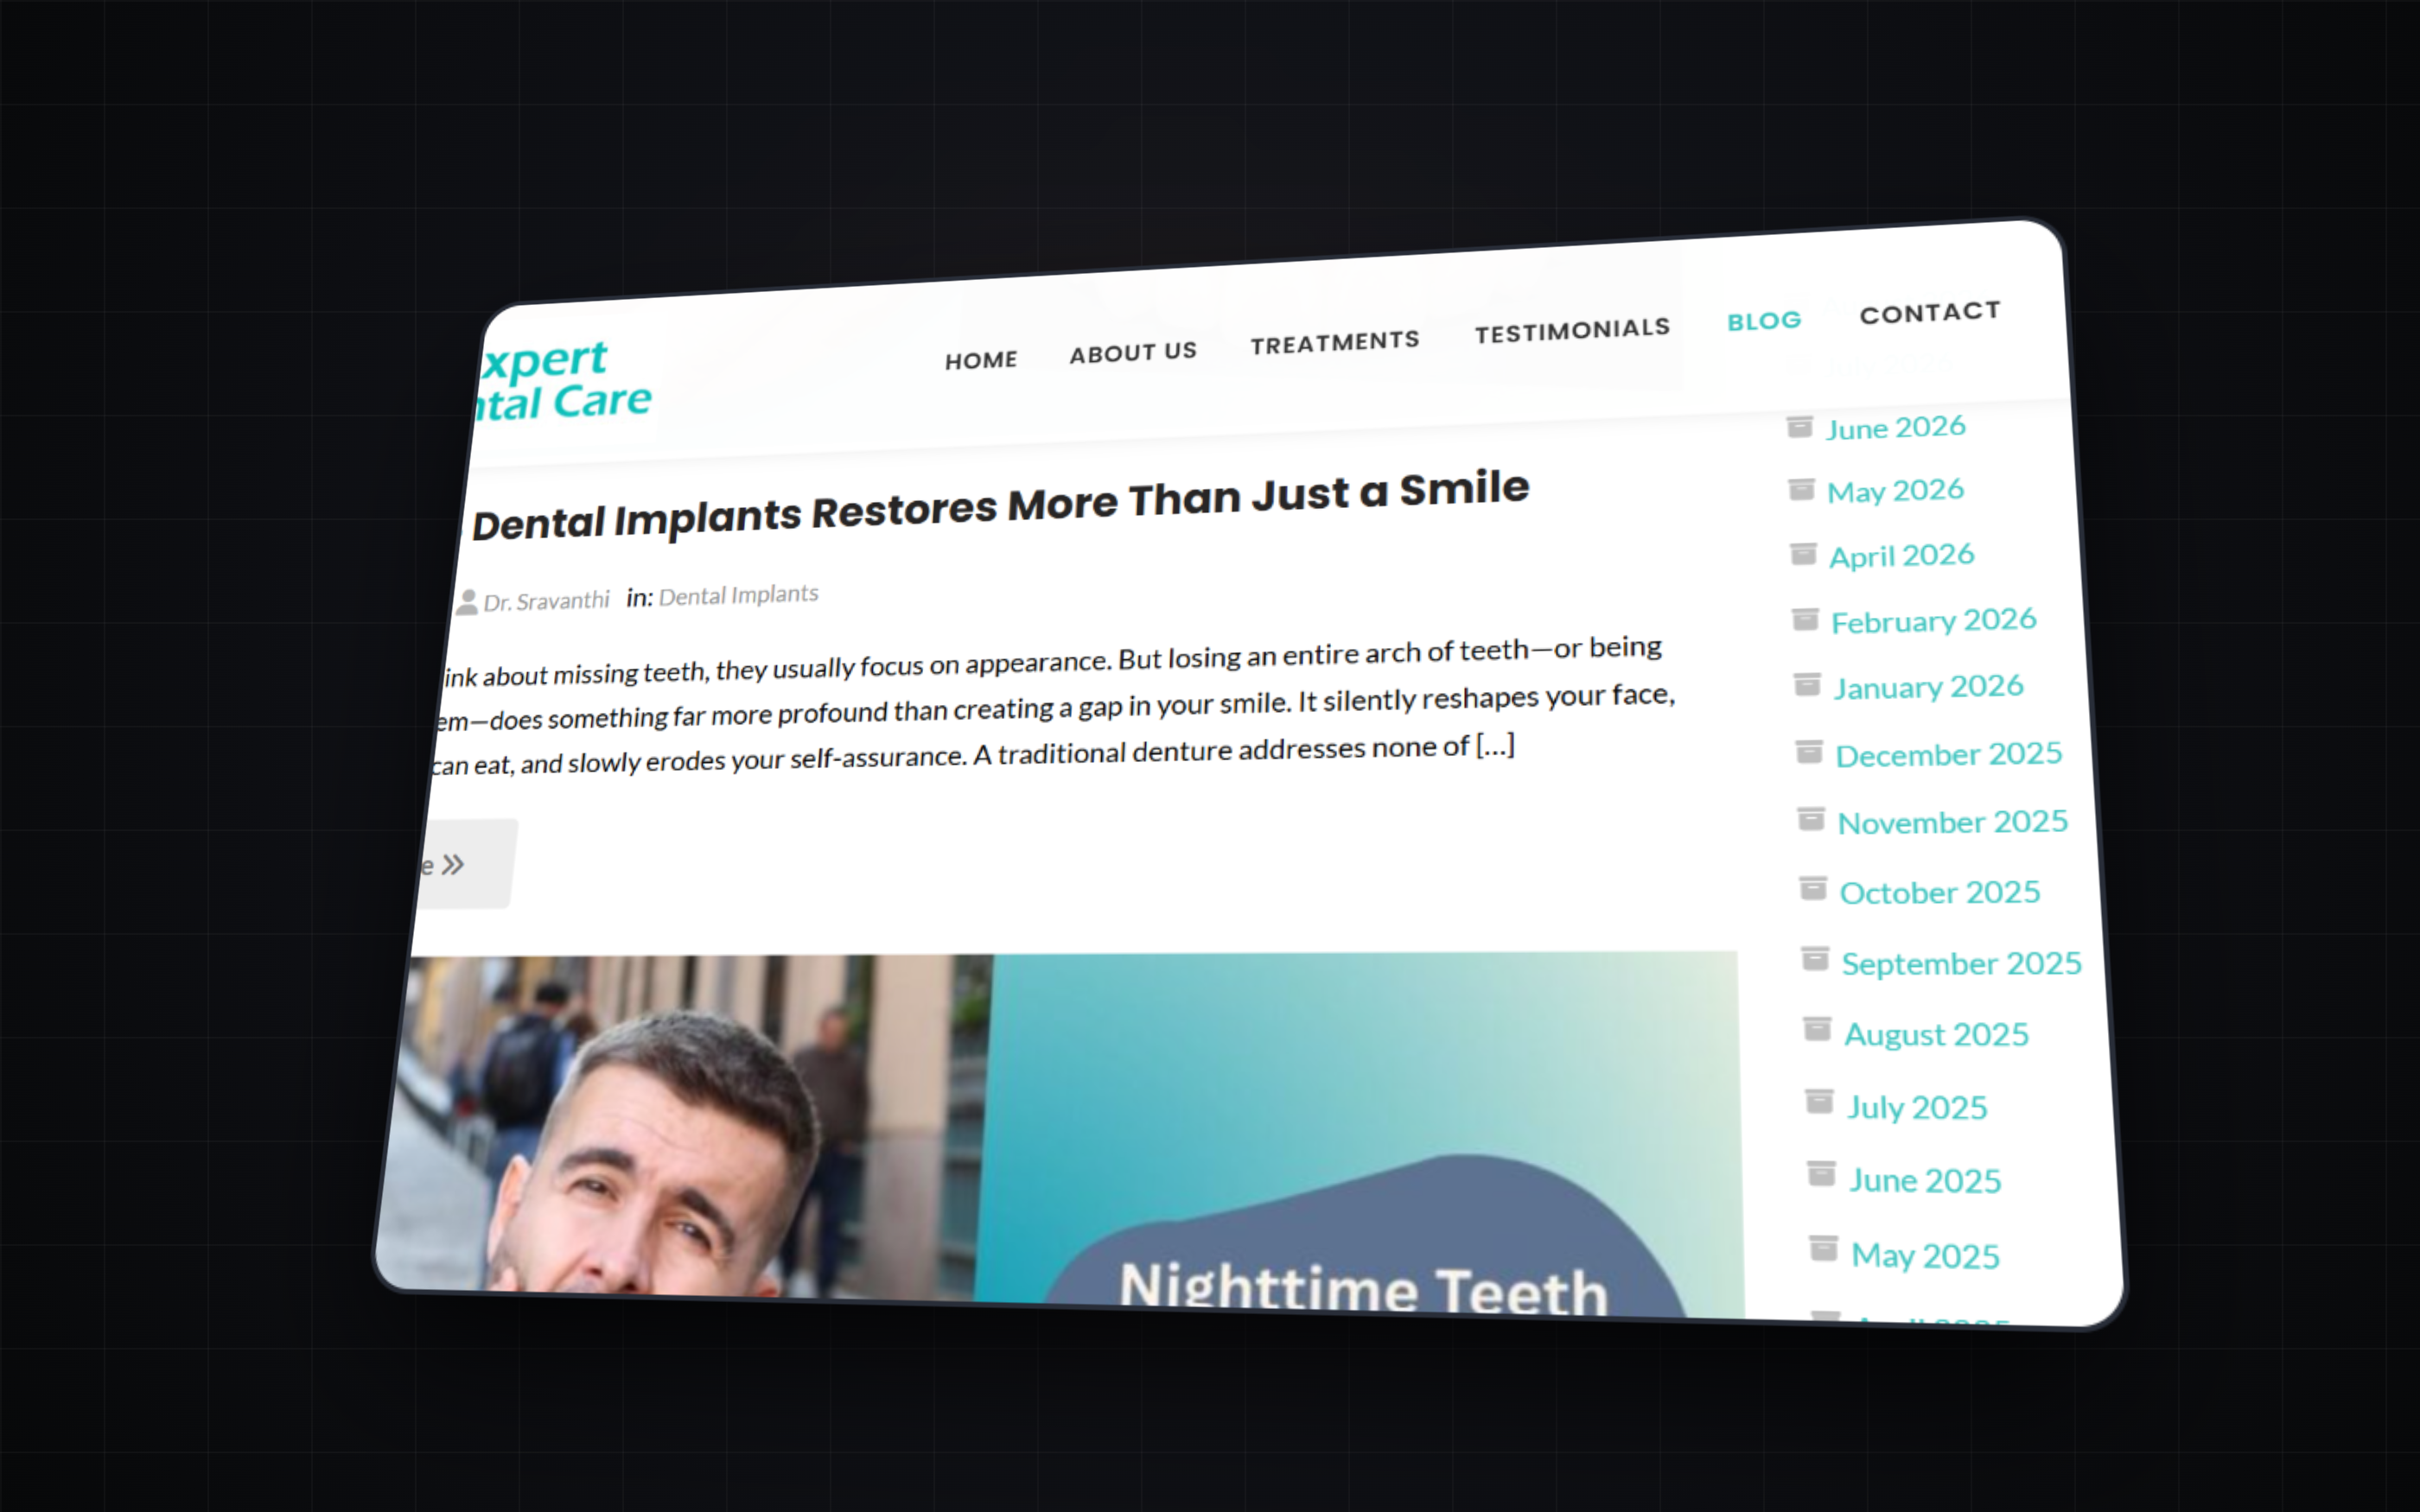 xpert
ntal Care
HOME ABOUT US TREATMENTS TESTIMONIALS BLOG CONTACT
Dental Implants Restores More Than Just a Smile
Dr. Sravanthi in: Dental Implants
ink about missing teeth, they usually focus on appearance. But losing an entire arch of teeth—or being
em—does something far more profound than creating a gap in your smile. It silently reshapes your face,
can eat, and slowly erodes your self-assurance. A traditional denture addresses none of [...]
e »
Nighttime Teeth
July 2026
June 2026
May 2026
April 2026
February 2026
January 2026
December 2025
November 2025
October 2025
September 2025
August 2025
July 2025
June 2025
May 2025
April 2025